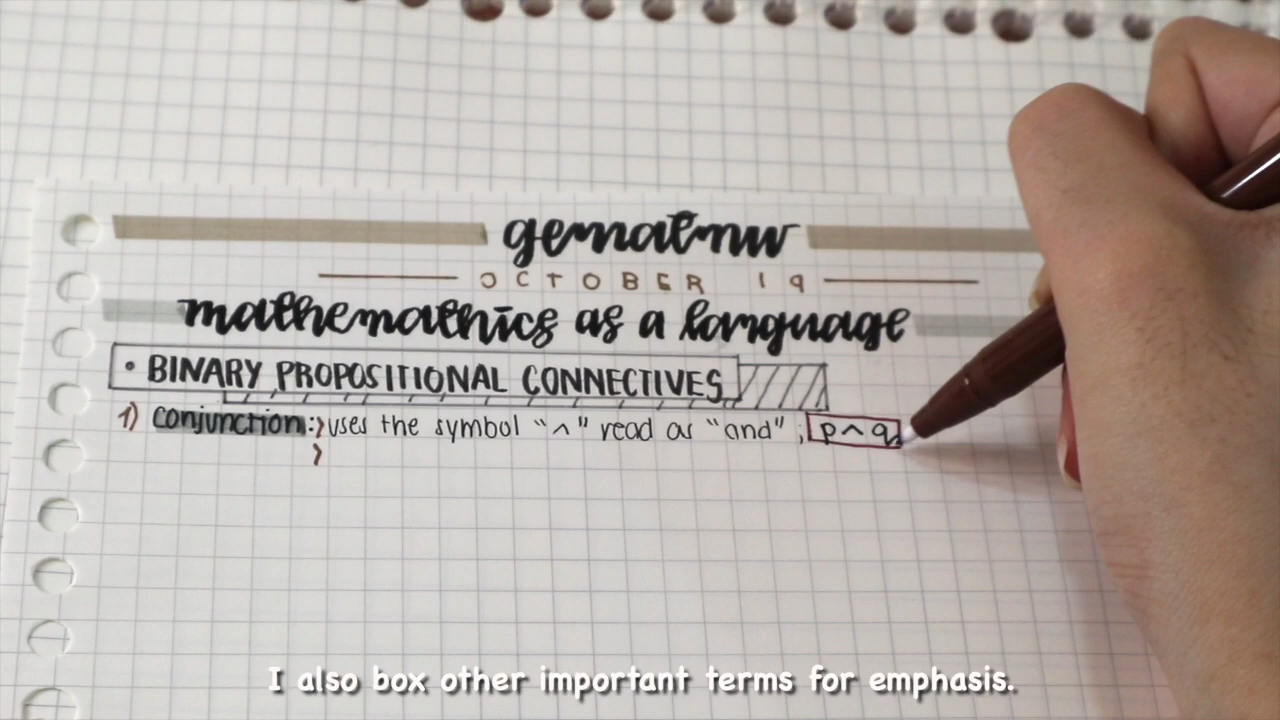 gematmw
OCTOBER 19
mathemathics as a language
• BINARY PROPOSITIONAL CONNECTIVES
1) conjunction: › uses the symbol "^" read as "and" ; p ^ q
›
I also box other important terms for emphasis.